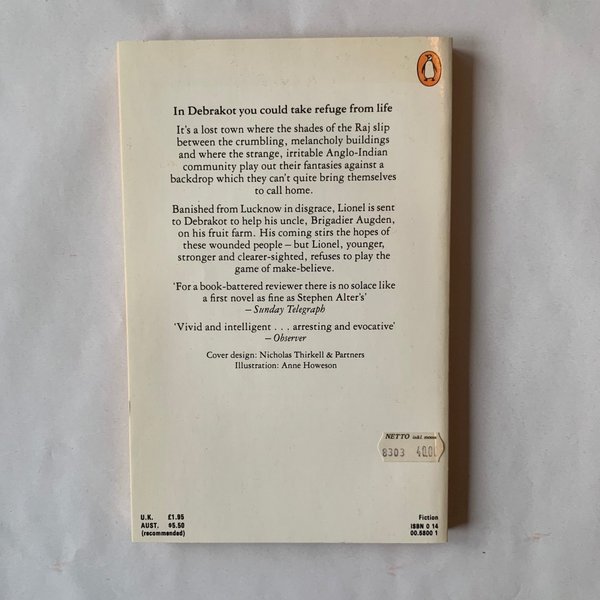 In Debrakot you could take refuge from life
It's a lost town where the shades of the Raj slip
between the crumbling, melancholy buildings
and where the strange, irritable Anglo-Indian
community play out their fantasies against a
backdrop which they can't quite bring themselves
to call home.
Banished from Lucknow in disgrace, Lionel is sent
to Debrakot to help his uncle, Brigadier Augden,
on his fruit farm. His coming stirs the hopes of
these wounded people – but Lionel, younger,
stronger and clearer-sighted, refuses to play the
game of make-believe.
'For a book-battered reviewer there is no solace like
a first novel as fine as Stephen Alter's'
– Sunday Telegraph
'Vivid and intelligent . . . arresting and evocative'
– Observer
Cover design: Nicholas Thirkell & Partners
Illustration: Anne Howeson
NETTO inkl. moms
8303
U.K. £1.95
AUST. $5.50
(recommended)
Fiction
ISBN 0 14
00.5800 1